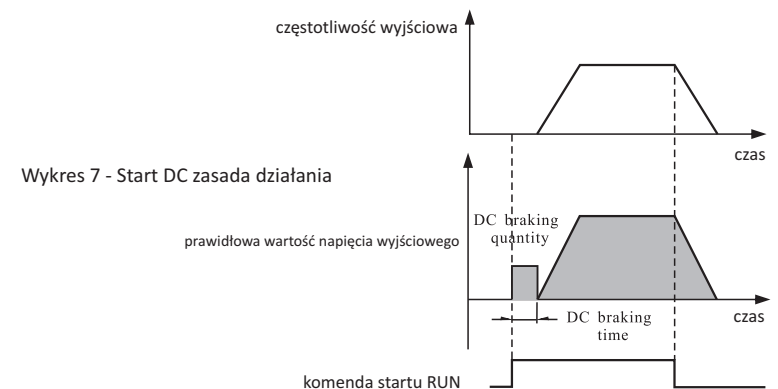 częstotliwość wyjściowa
czas
Wykres 7 - Start DC zasada działania
DC braking
quantity
prawidłowa wartość napięcia wyjściowego
czas
DC braking
time
komenda startu RUN